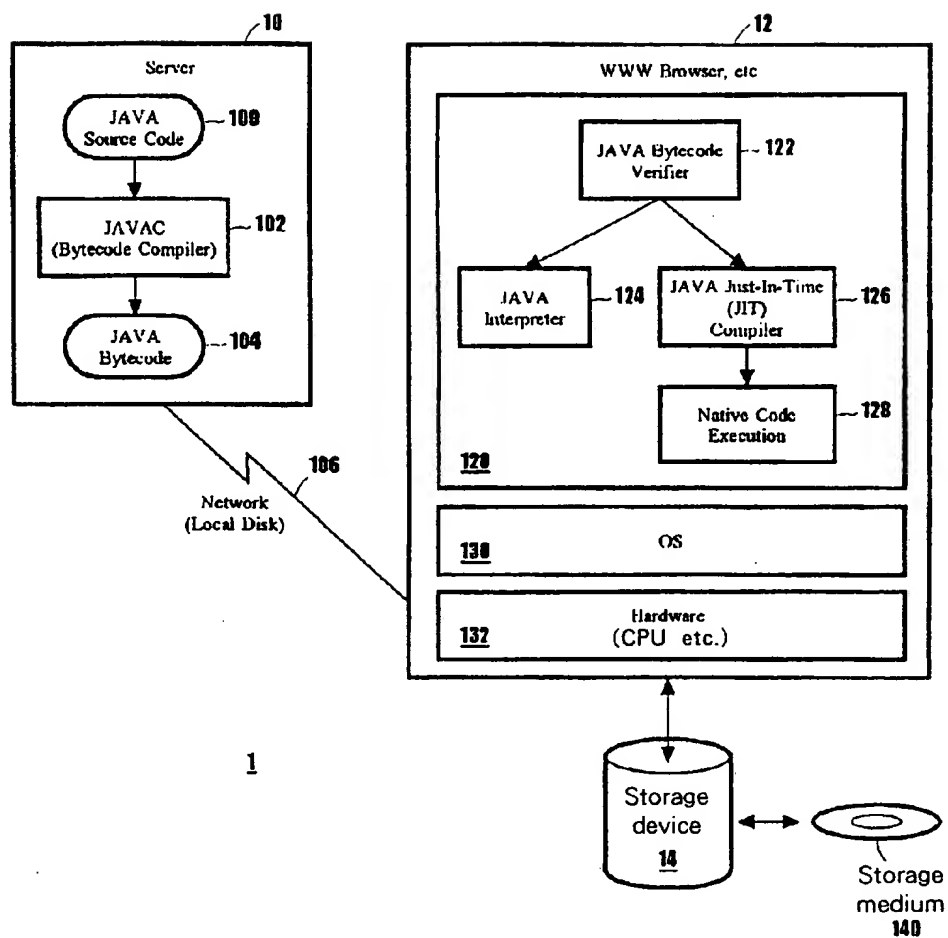 10
Server
JAVA
Source Code
100
JAVAC
(Bytecode Compiler)
102
JAVA
Bytecode
104
106
Network
(Local Disk)
12
WWW Browser, etc
JAVA Bytecode
Verifier
122
JAVA
Interpreter
124
JAVA Just-In-Time
(JIT)
Compiler
126
Native Code
Execution
128
120
130
OS
132
Hardware
(CPU etc.)
1
Storage
device
14
Storage
medium
140